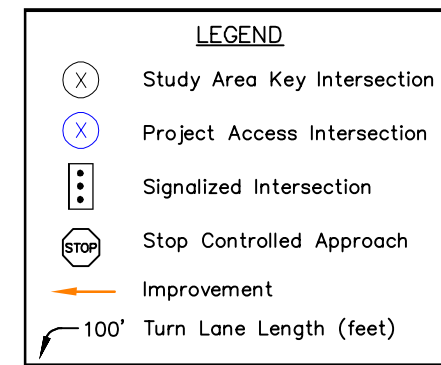 LEGEND
X Study Area Key Intersection
X Project Access Intersection
Signalized Intersection
STOP Stop Controlled Approach
Improvement
100' Turn Lane Length (feet)